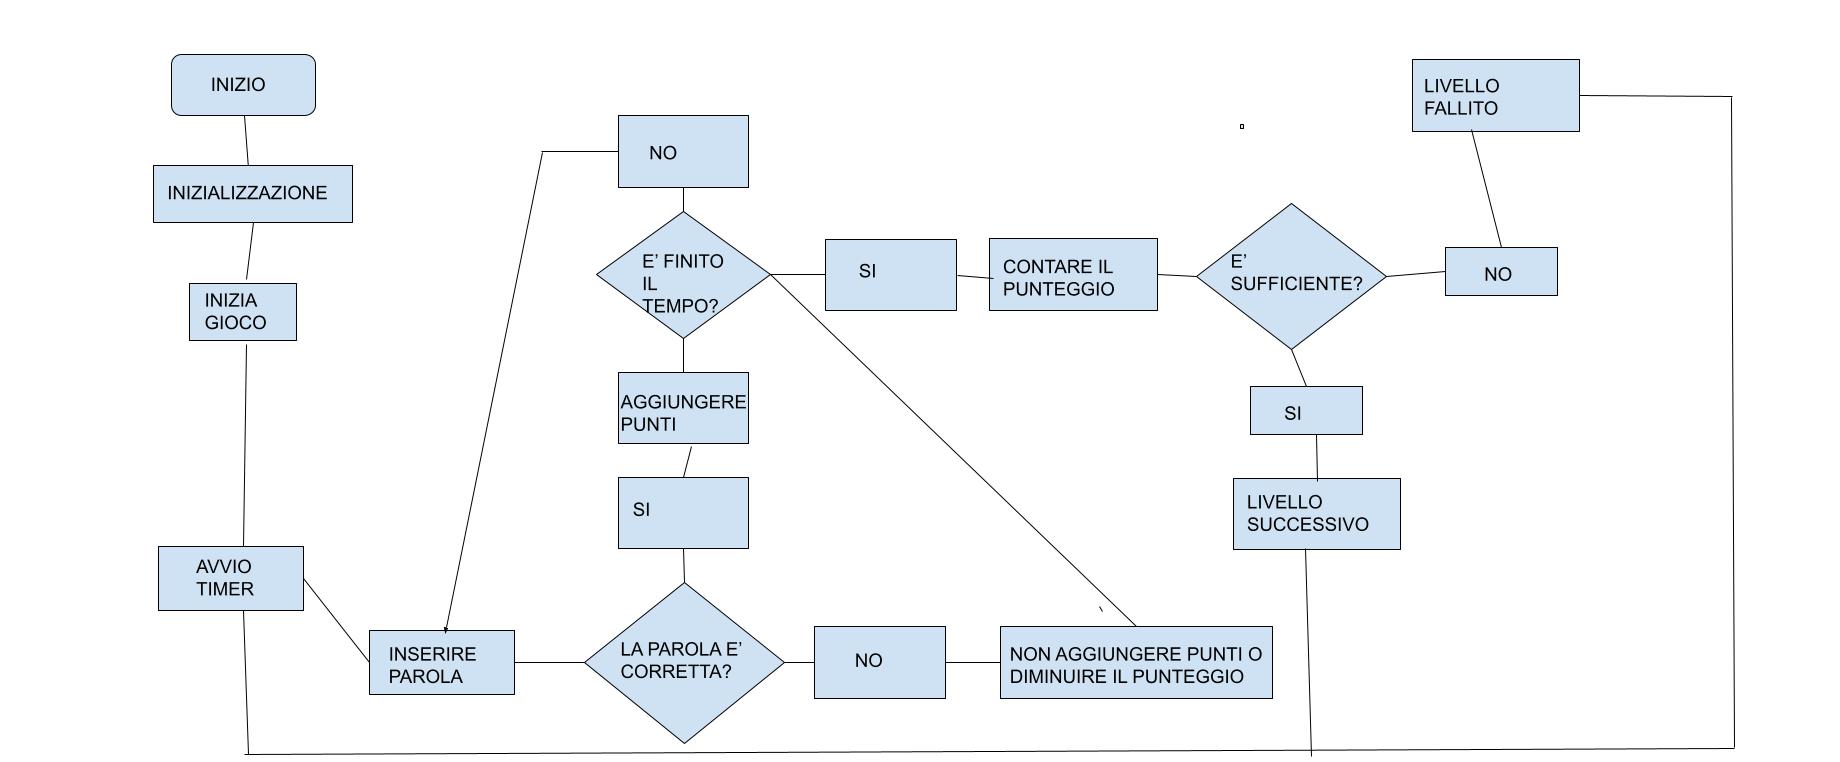 INIZIO
INIZIALIZZAZIONE
INIZIA
GIOCO
AVVIO
TIMER
INSERIRE
PAROLA
LA PAROLA E'
CORRETTA?
SI
AGGIUNGERE
PUNTI
NO
NON AGGIUNGERE PUNTI O
DIMINUIRE IL PUNTEGGIO
E' FINITO
IL
TEMPO?
NO
SI
CONTARE IL
PUNTEGGIO
E'
SUFFICIENTE?
NO
LIVELLO
FALLITO
SI
LIVELLO
SUCCESSIVO